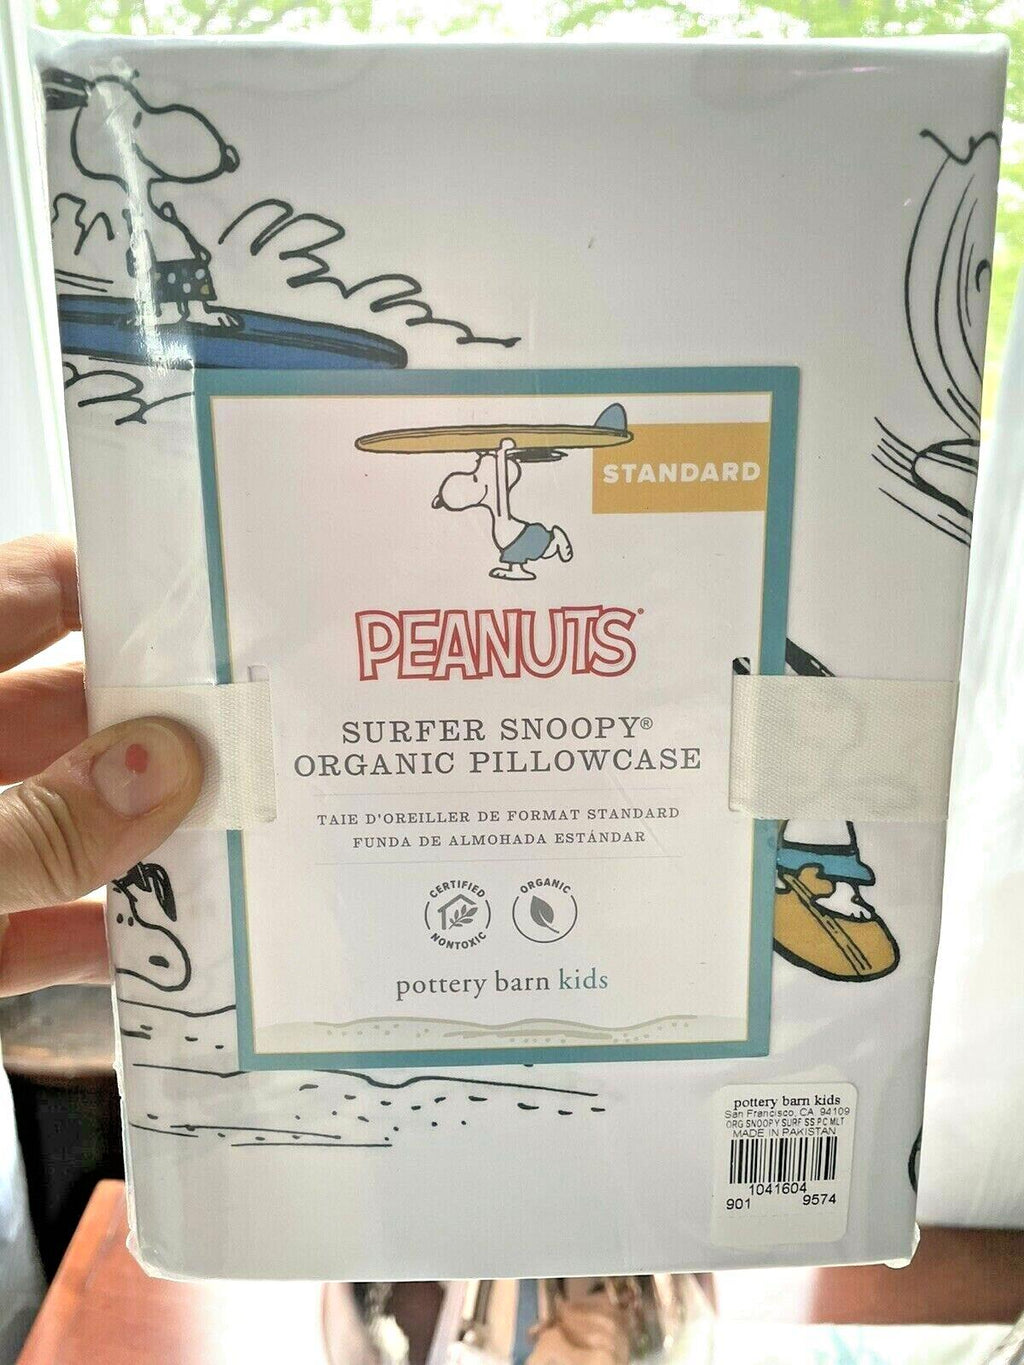 STANDARD
PEANUTS®
SURFER SNOOPY®
ORGANIC PILLOWCASE
TAIE D'OREILLER DE FORMAT STANDARD
FUNDA DE ALMOHADA ESTÁNDAR
CERTIFIED
NONTOXIC
ORGANIC
pottery barn kids
pottery barn kids
San Francisco, CA 94109
ORG SNOOPY SURF SS PC MLT
MADE IN PAKISTAN
1041604
901 9574